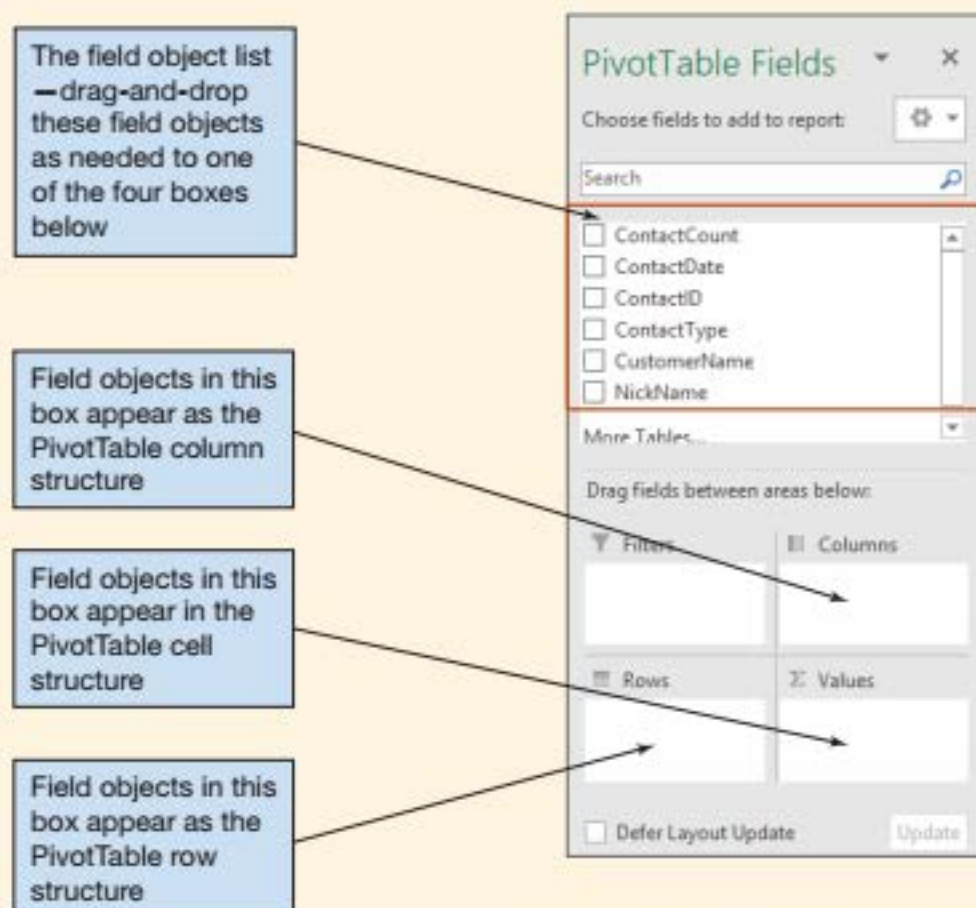 The field object list
—drag-and-drop
these field objects
as needed to one
of the four boxes
below
Field objects in this
box appear as the
PivotTable column
structure
Field objects in this
box appear in the
PivotTable cell
structure
Field objects in this
box appear as the
PivotTable row
structure
PivotTable Fields
Choose fields to add to report:
Search
ContactCount
ContactDate
ContactID
ContactType
CustomerName
NickName
More Tables...
Drag fields between areas below:
Filters
Columns
Rows
Σ Values
Defer Layout Update
Update